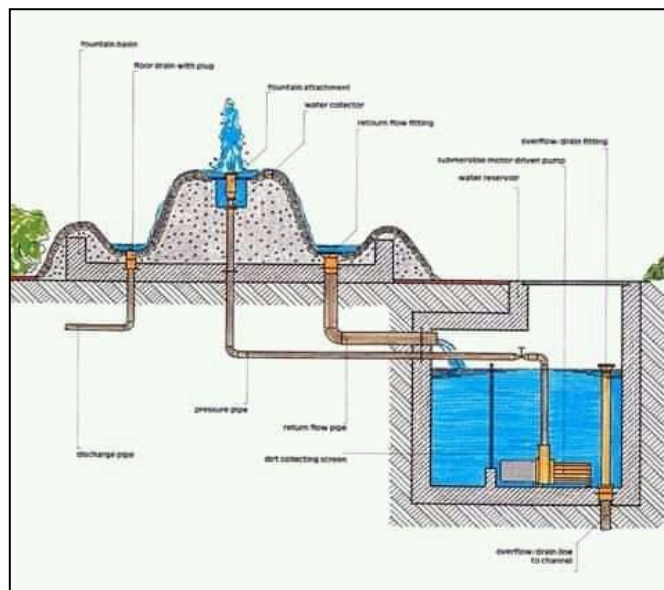 fountain basin
floor drain with plug
fountain attachment
water collector
retourn flow fitting
overflow/drain fitting
submersible motor driven pump
water reservoir
pressure pipe
return flow pipe
discharge pipe
dirt collecting screen
overflow/drain line
to channel